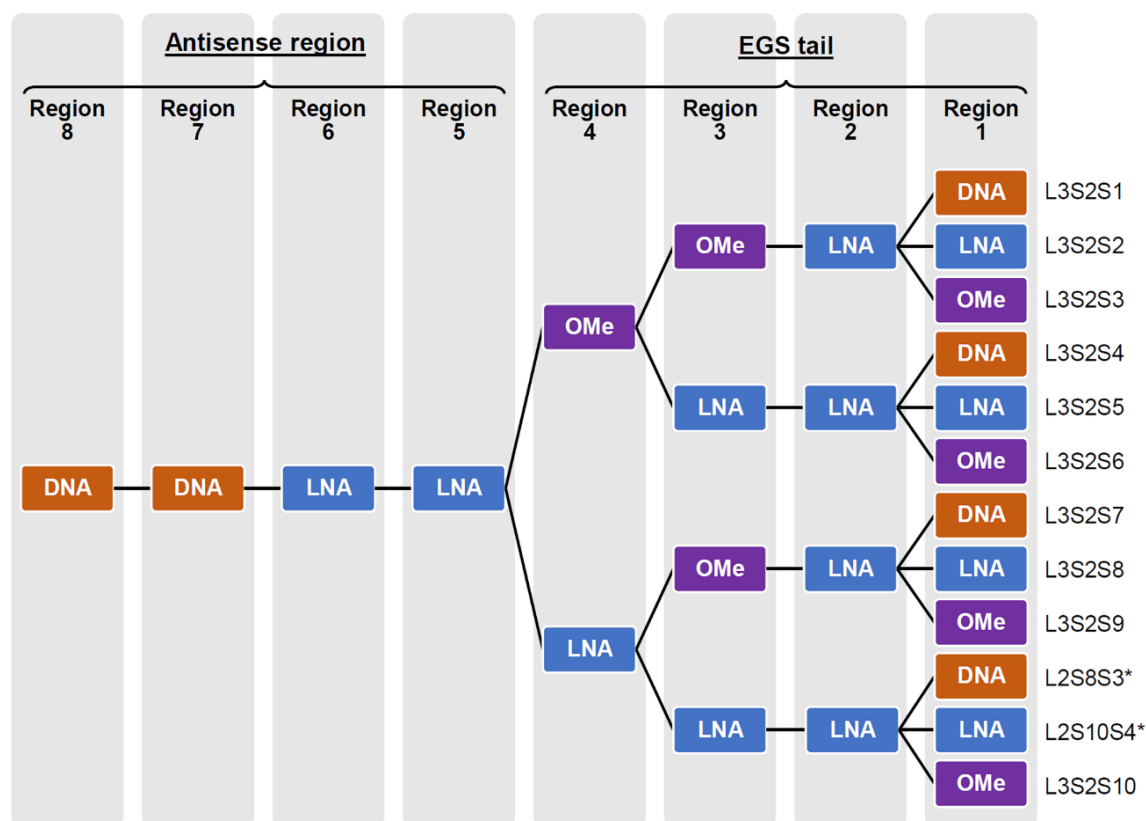 Antisense region
EGS tail
Region 8
Region 7
Region 6
Region 5
Region 4
Region 3
Region 2
Region 1
DNA
L3S2S1
OMe
LNA
LNA
L3S2S2
OMe
L3S2S3
OMe
DNA
L3S2S4
LNA
LNA
LNA
L3S2S5
OMe
L3S2S6
DNA
DNA
LNA
LNA
DNA
L3S2S7
OMe
LNA
LNA
L3S2S8
OMe
L3S2S9
LNA
DNA
L2S8S3*
LNA
LNA
LNA
L2S10S4*
OMe
L3S2S10